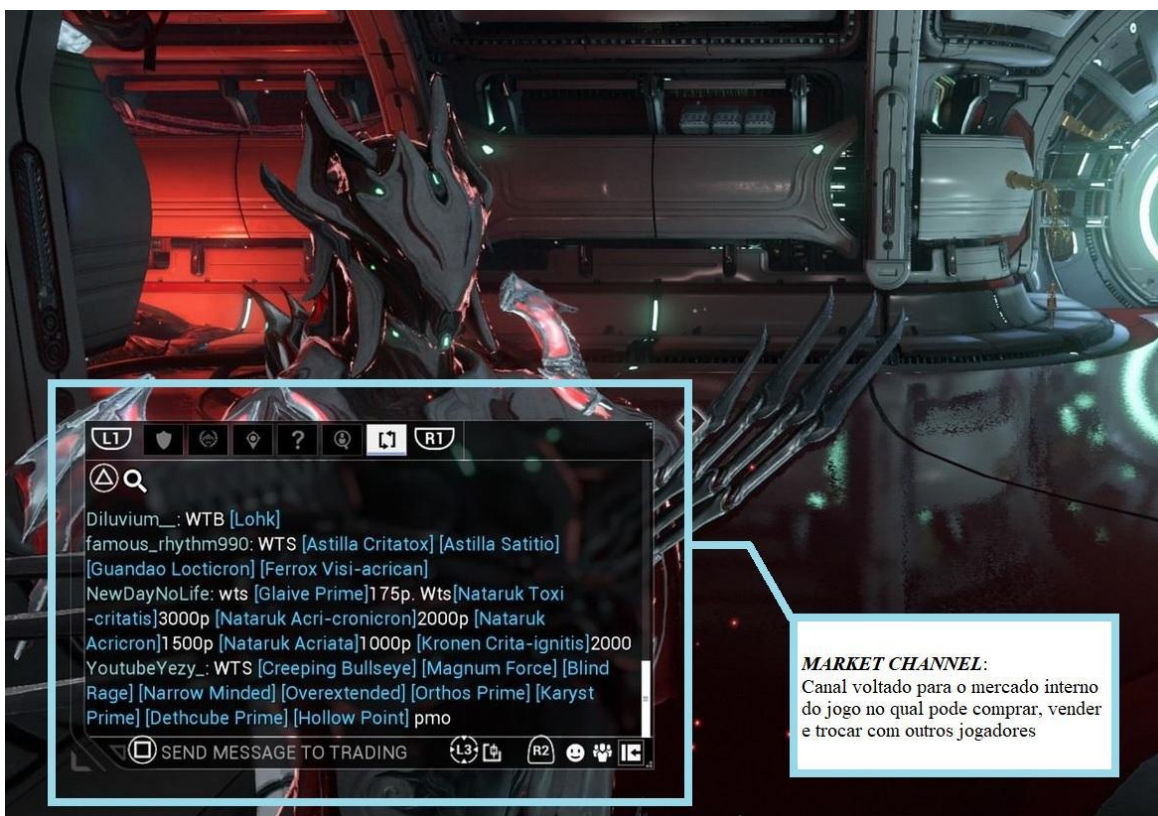 L1 ? R1
Diluvium__: WTB [Lohk]
famous_rhythm990: WTS [Astilla Critatox] [Astilla Satitio]
[Guandao Locticron] [Ferrox Visi-acrican]
NewDayNoLife: wts [Glaive Prime]175p. Wts[Nataruk Toxi
-critatis]3000p [Nataruk Acri-cronicron]2000p [Nataruk
Acricron]1500p [Nataruk Acriata]1000p [Kronen Crita-ignitis]2000
YoutubeYezy_: WTS [Creeping Bullseye] [Magnum Force] [Blind
Rage] [Narrow Minded] [Overextended] [Orthos Prime] [Karyst
Prime] [Dethcube Prime] [Hollow Point] pmo
SEND MESSAGE TO TRADING L3 R2
MARKET CHANNEL:
Canal voltado para o mercado interno
do jogo no qual pode comprar, vender
e trocar com outros jogadores